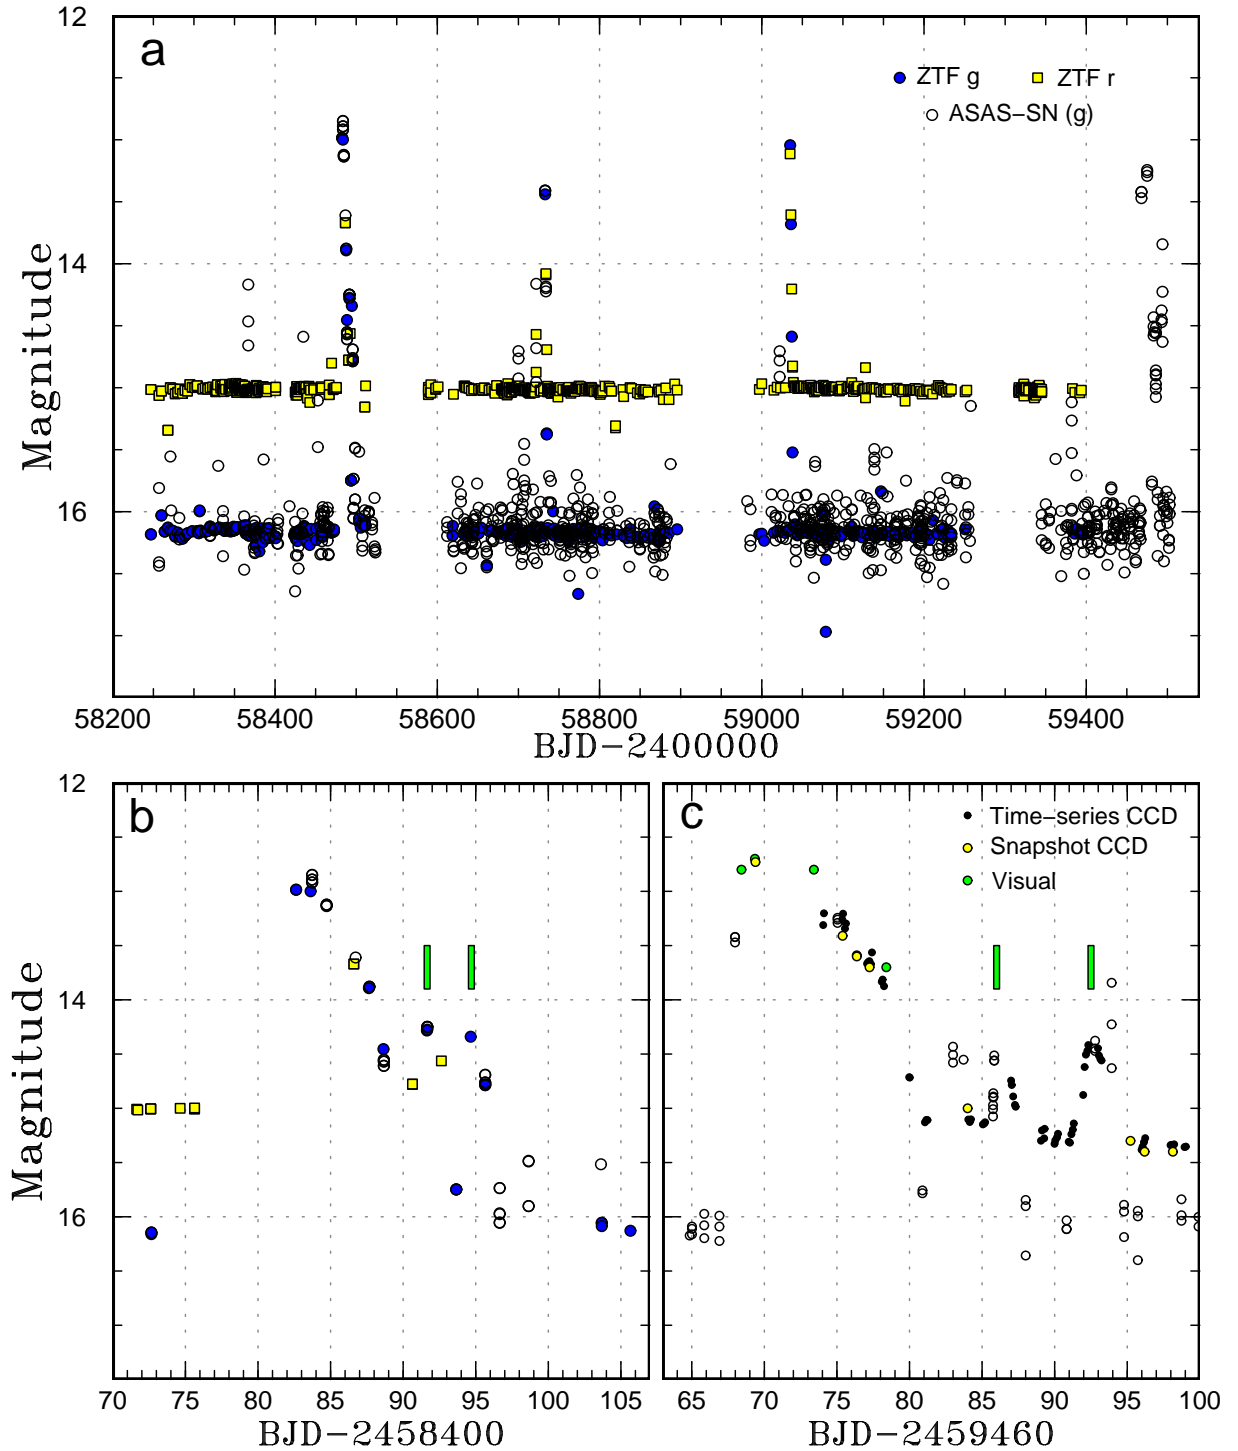 12
a
ZTF g
ZTF r
ASAS−SN (g)
14
Magnitude
16
58200
58400
58600
58800
59000
59200
59400
BJD−2400000
12
b
c
Time−series CCD
Snapshot CCD
Visual
14
Magnitude
16
70
75
80
85
90
95
100
105
65
70
75
80
85
90
95
100
BJD−2458400
BJD−2459460